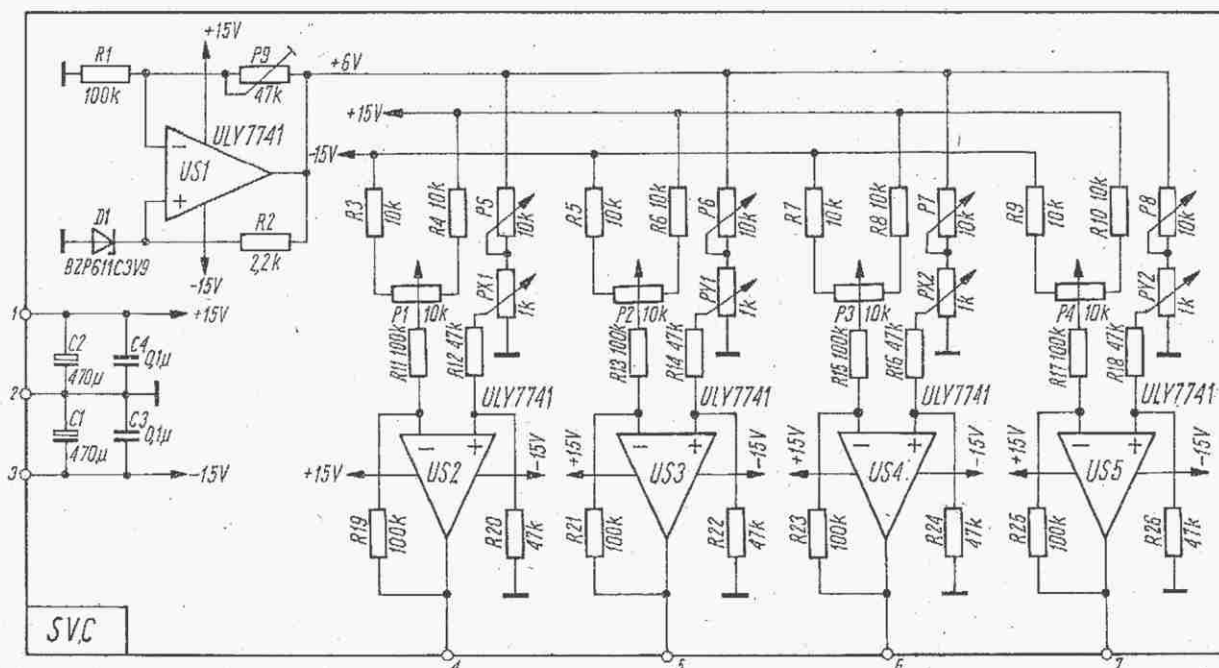 R1
100k
+15V
P9
47k
+6V
ULY7741
US1
- +
D1
BZP611C3V9
R2
2,2k
-15V
+15V
-15V
R3
10k
R4 10k
P5
10k
R5
10k
R6 10k
P6
10k
R7
10k
R8 10k
P7
10k
R9
10k
R10 10k
P8
10k
P1
10k
PX1
1k
P2
10k
PY1
1k
P3
10k
PX2
1k
P4
10k
PY2
1k
R11 100k
R12 47k
R13 100k
R14 47k
R15 100k
R16 47k
R17 100k
R18 47k
ULY7741
ULY7741
1
+15V
C2
470µ
C4
0,1µ
2
C1
470µ
C3
0,1µ
3
-15V
- +
US2
+15V
-15V
- +
US3
+15V
-15V
- +
US4
+15V
-15V
- +
US5
+15V
-15V
R19
100k
R20
47k
R21
100k
R22
47k
R23
100k
R24
47k
R25
100k
R26
47k
SV,C
4
5
6
7